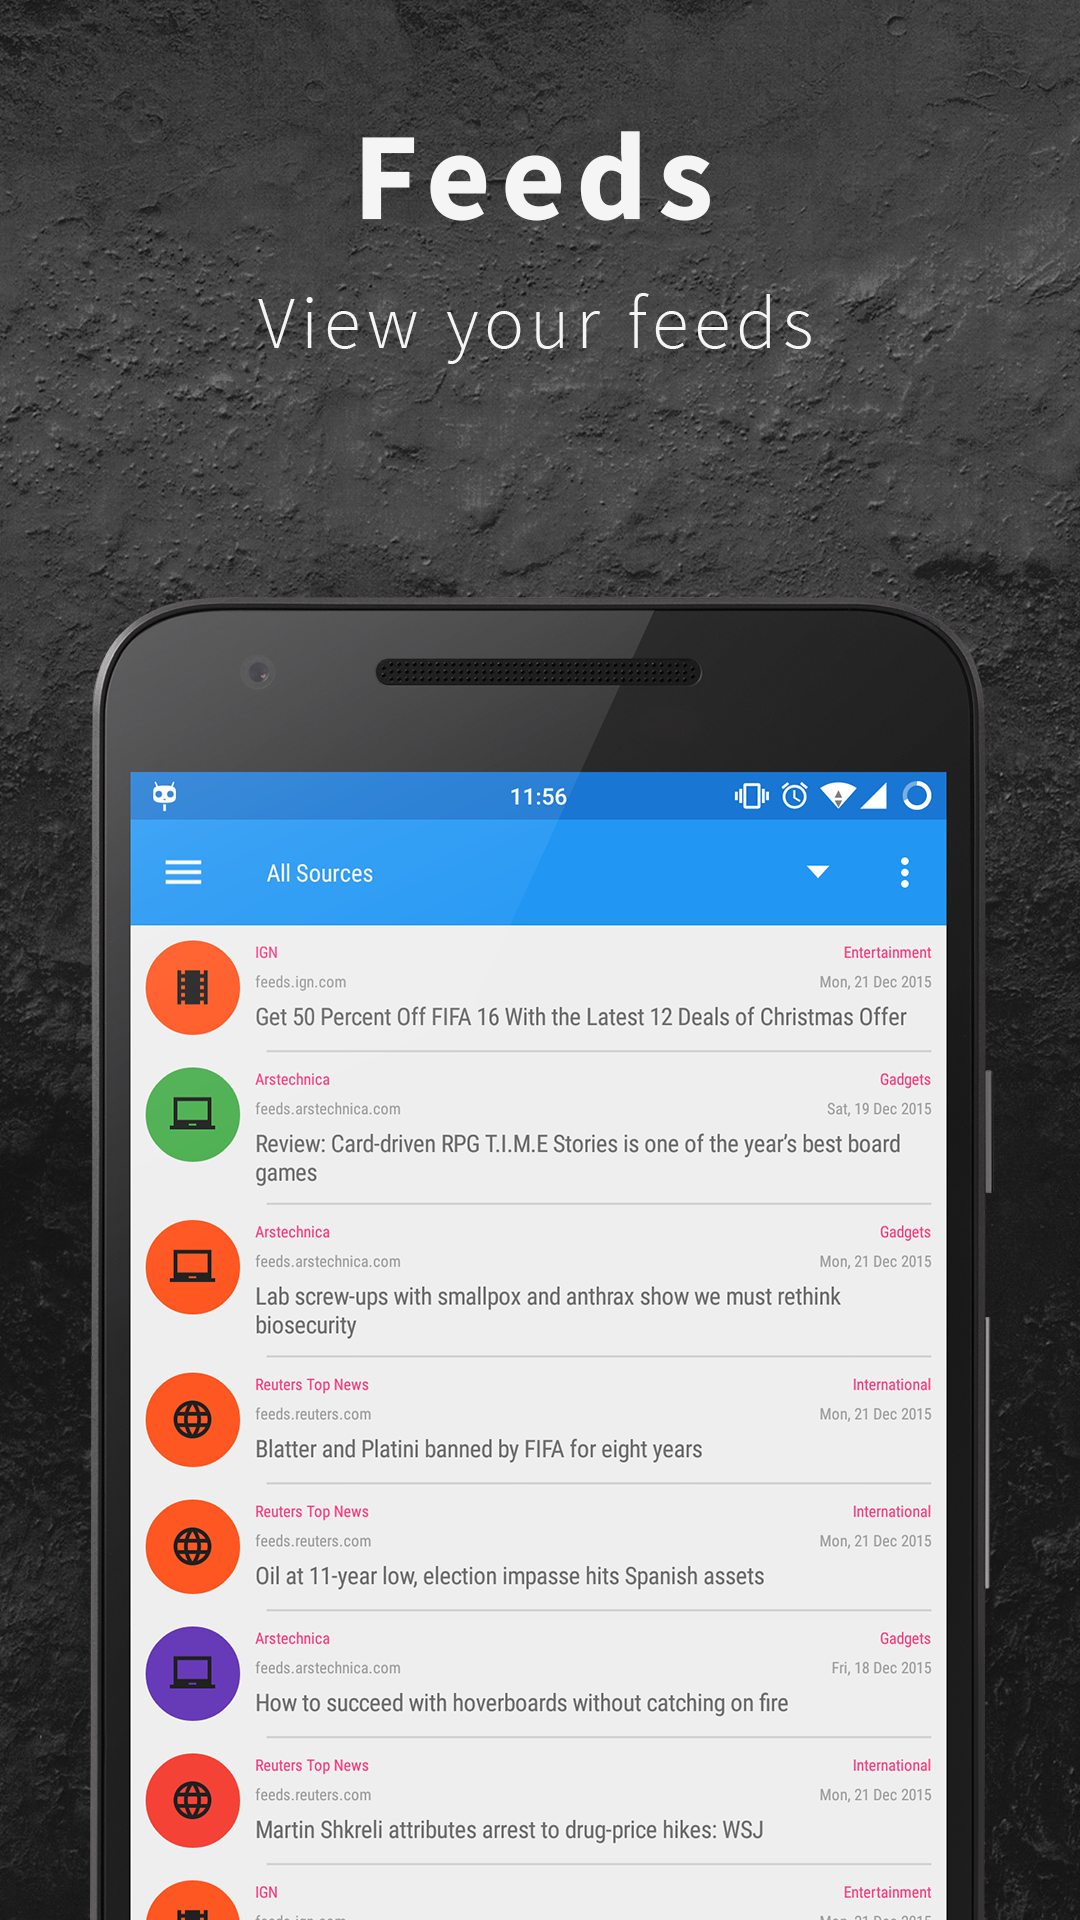 Feeds
View your feeds
11:56
All Sources
IGN Entertainment
feeds.ign.com Mon, 21 Dec 2015
Get 50 Percent Off FIFA 16 With the Latest 12 Deals of Christmas Offer
Arstechnica Gadgets
feeds.arstechnica.com Sat, 19 Dec 2015
Review: Card-driven RPG T.I.M.E Stories is one of the year’s best board
games
Arstechnica Gadgets
feeds.arstechnica.com Mon, 21 Dec 2015
Lab screw-ups with smallpox and anthrax show we must rethink
biosecurity
Reuters Top News International
feeds.reuters.com Mon, 21 Dec 2015
Blatter and Platini banned by FIFA for eight years
Reuters Top News International
feeds.reuters.com Mon, 21 Dec 2015
Oil at 11-year low, election impasse hits Spanish assets
Arstechnica Gadgets
feeds.arstechnica.com Fri, 18 Dec 2015
How to succeed with hoverboards without catching on fire
Reuters Top News International
feeds.reuters.com Mon, 21 Dec 2015
Martin Shkreli attributes arrest to drug-price hikes: WSJ
IGN Entertainment